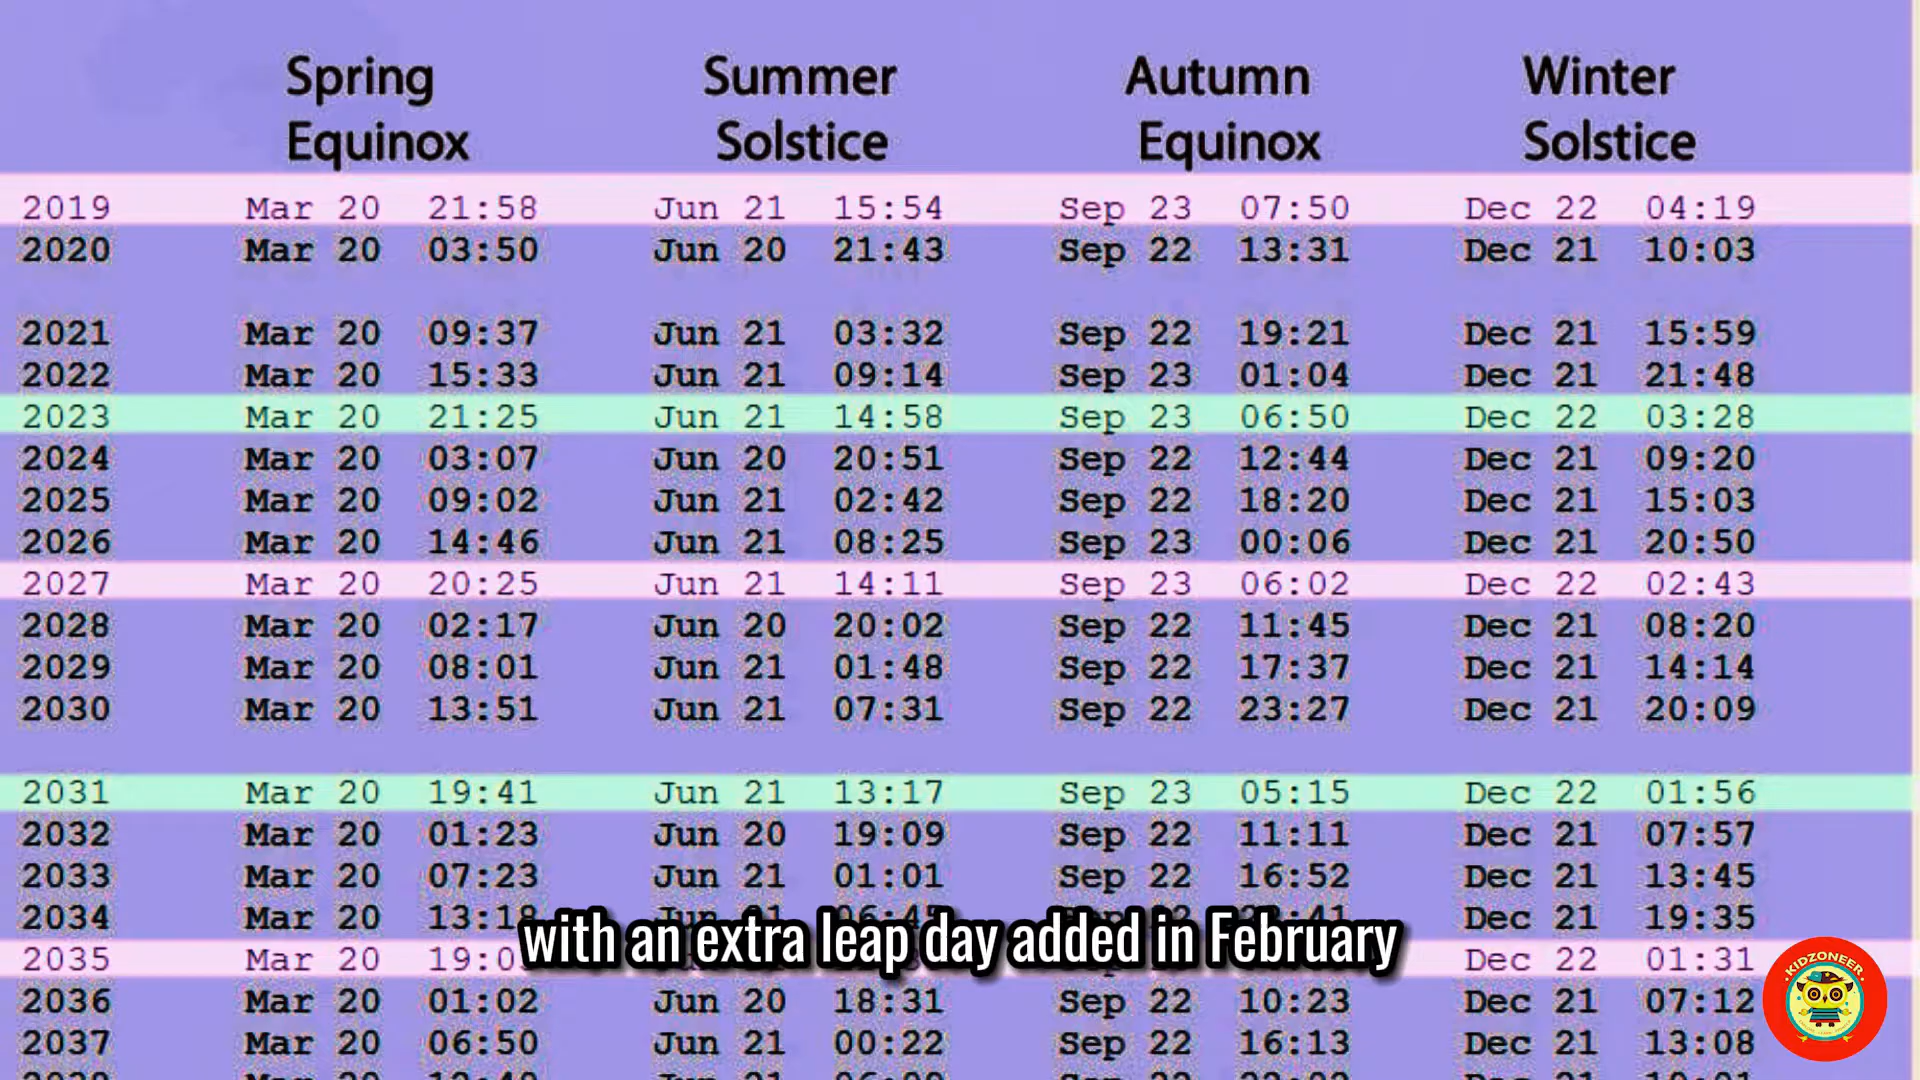 Spring Summer Autumn Winter
Equinox Solstice Equinox Solstice
2019 Mar 20 21:58 Jun 21 15:54 Sep 23 07:50 Dec 22 04:19
2020 Mar 20 03:50 Jun 20 21:43 Sep 22 13:31 Dec 21 10:03
2021 Mar 20 09:37 Jun 21 03:32 Sep 22 19:21 Dec 21 15:59
2022 Mar 20 15:33 Jun 21 09:14 Sep 23 01:04 Dec 21 21:48
2023 Mar 20 21:25 Jun 21 14:58 Sep 23 06:50 Dec 22 03:28
2024 Mar 20 03:07 Jun 20 20:51 Sep 22 12:44 Dec 21 09:20
2025 Mar 20 09:02 Jun 21 02:42 Sep 22 18:20 Dec 21 15:03
2026 Mar 20 14:46 Jun 21 08:25 Sep 23 00:06 Dec 21 20:50
2027 Mar 20 20:25 Jun 21 14:11 Sep 23 06:02 Dec 22 02:43
2028 Mar 20 02:17 Jun 20 20:02 Sep 22 11:45 Dec 21 08:20
2029 Mar 20 08:01 Jun 21 01:48 Sep 22 17:37 Dec 21 14:14
2030 Mar 20 13:51 Jun 21 07:31 Sep 22 23:27 Dec 21 20:09
2031 Mar 20 19:41 Jun 21 13:17 Sep 23 05:15 Dec 22 01:56
2032 Mar 20 01:23 Jun 20 19:09 Sep 22 11:11 Dec 21 07:57
2033 Mar 20 07:23 Jun 21 01:01 Sep 22 16:52 Dec 21 13:45
2034 Mar 20 Dec 21 19:35
with an extra leap day added in February
2035 Mar 20 Dec 22 01:31
2036 Mar 20 01:02 Jun 20 18:31 Sep 22 10:23 Dec 21 07:12
2037 Mar 20 06:50 Jun 21 00:22 Sep 22 16:13 Dec 21 13:08
KIDZONEER